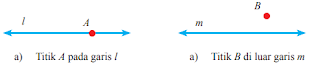 l A
a) Titik A pada garis l
B
m
a) Titik B di luar garis m